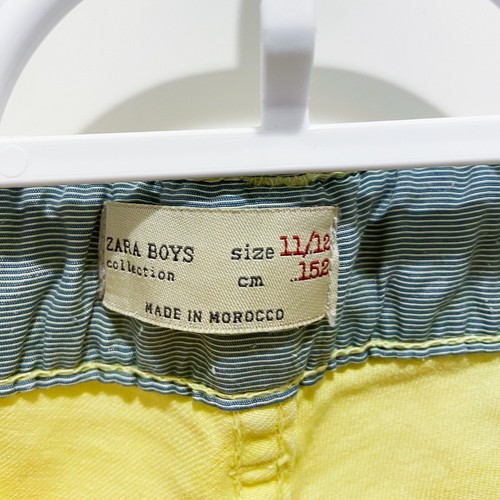 ZARA BOYS
collection
size 11/12
cm 152
MADE IN MOROCCO